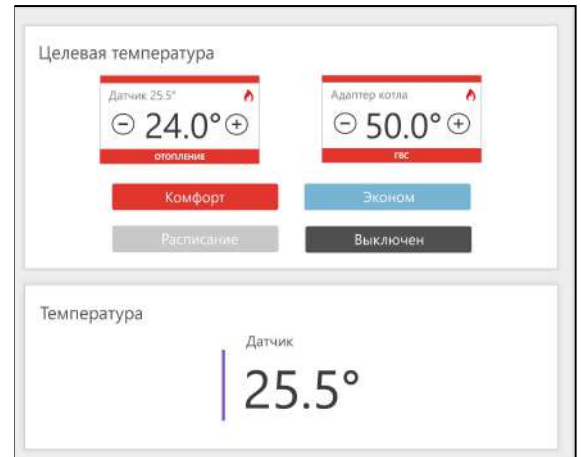 Целевая температура
Датчик 25.5°
24.0°
ОТОПЛЕНИЕ
Адаптер котла
50.0°
ГВС
Комфорт
Эконом
Расписание
Выключен
Температура
Датчик
25.5°